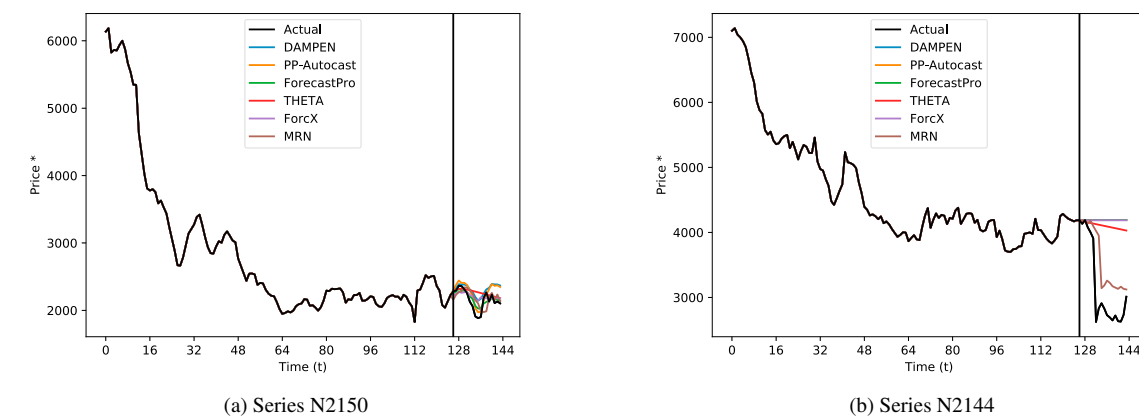 Actual
DAMPEN
PP-Autocast
ForecastPro
THETA
ForcX
MRN
6000
5000
4000
3000
2000
Price *
0 16 32 48 64 80 96 112 128 144
Time (t)
(a) Series N2150
Actual
DAMPEN
PP-Autocast
ForecastPro
THETA
ForcX
MRN
7000
6000
5000
4000
3000
Price *
0 16 32 48 64 80 96 112 128 144
Time (t)
(b) Series N2144